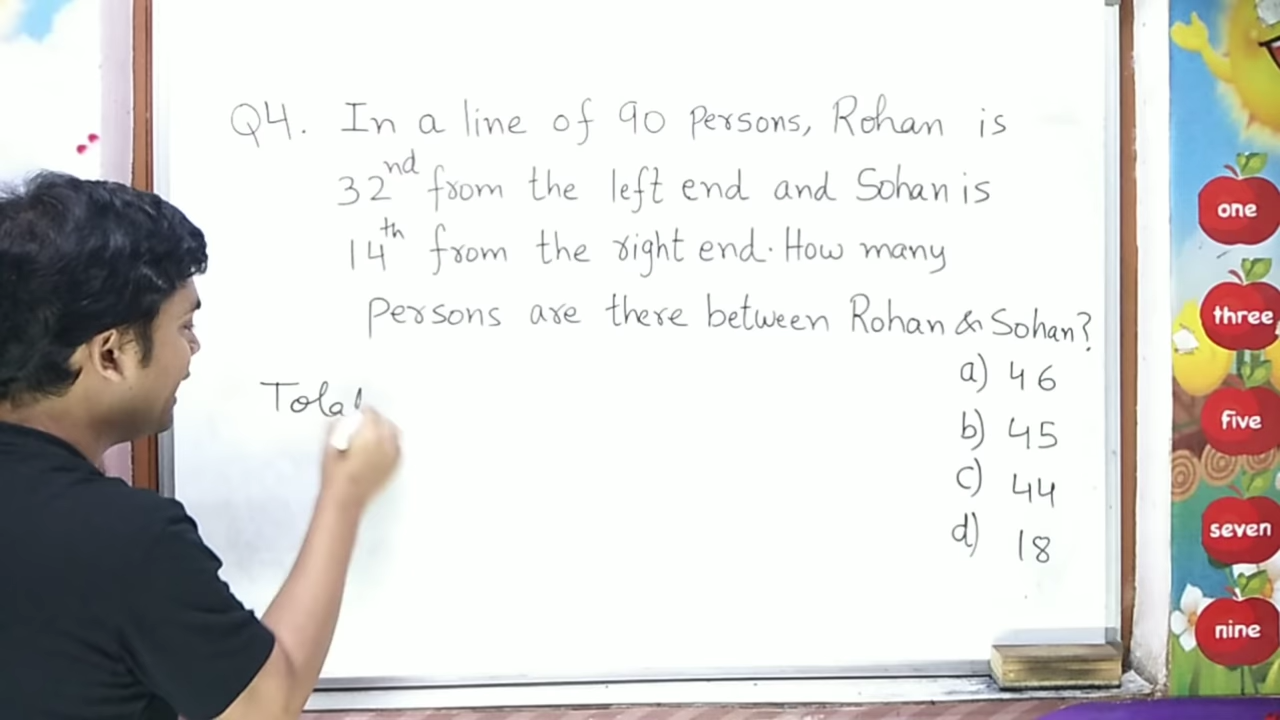 Q4. In a line of 90 persons, Rohan is
32nd from the left end and Sohan is
14th from the right end. How many
persons are there between Rohan & Sohan?
a) 46
b) 45
c) 44
d) 18
Total
one
three
five
seven
nine